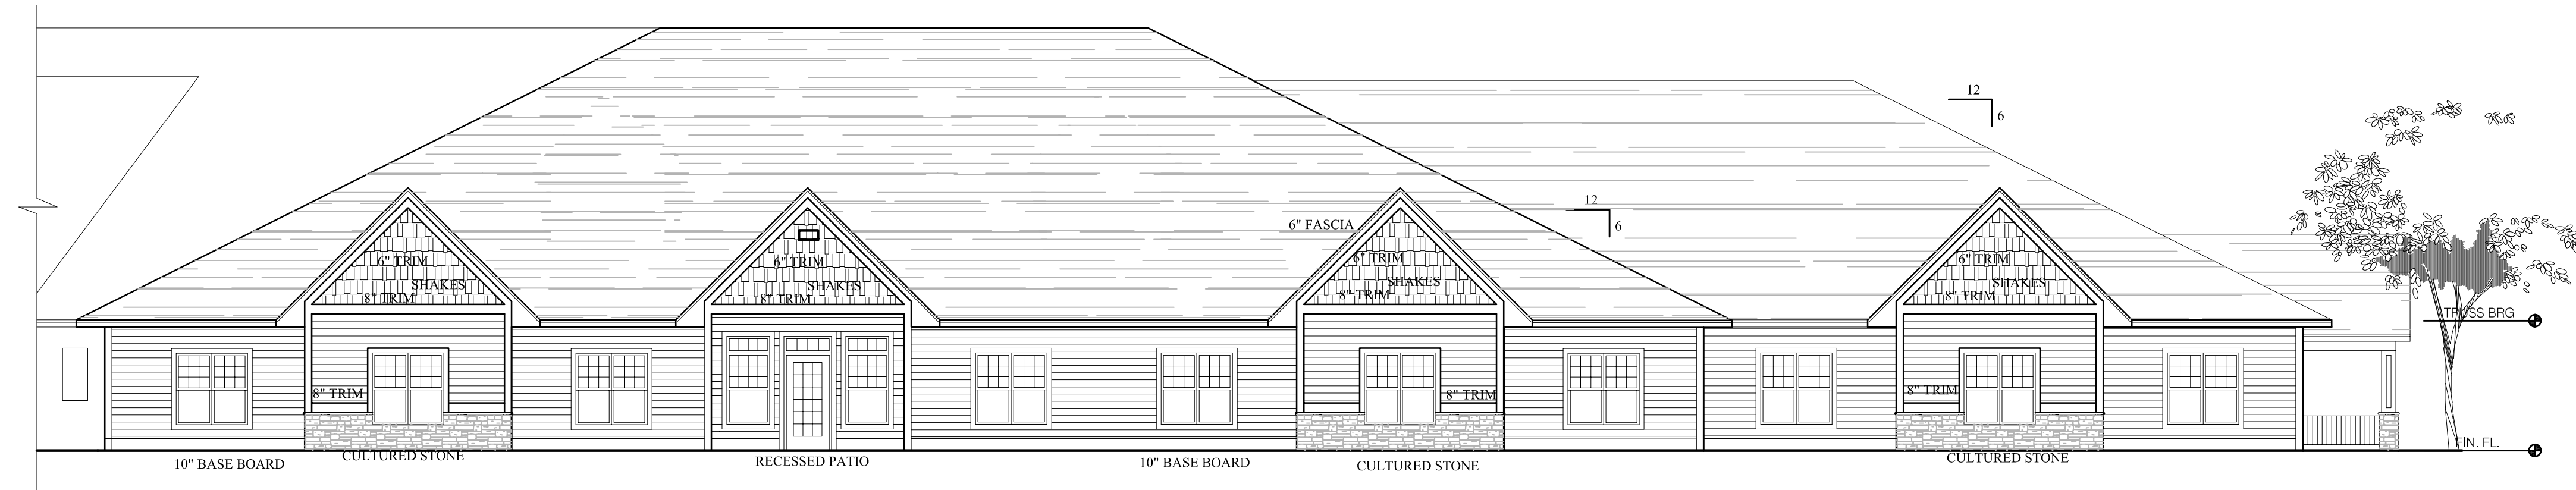 12
6
12
6
6" FASCIA
6" TRIM
SHAKES
8" TRIM
6" TRIM
SHAKES
8" TRIM
6" TRIM
SHAKES
8" TRIM
6" TRIM
SHAKES
8" TRIM
TRUSS BRG
8" TRIM
8" TRIM
8" TRIM
FIN. FL.
10" BASE BOARD
CULTURED STONE
RECESSED PATIO
10" BASE BOARD
CULTURED STONE
CULTURED STONE